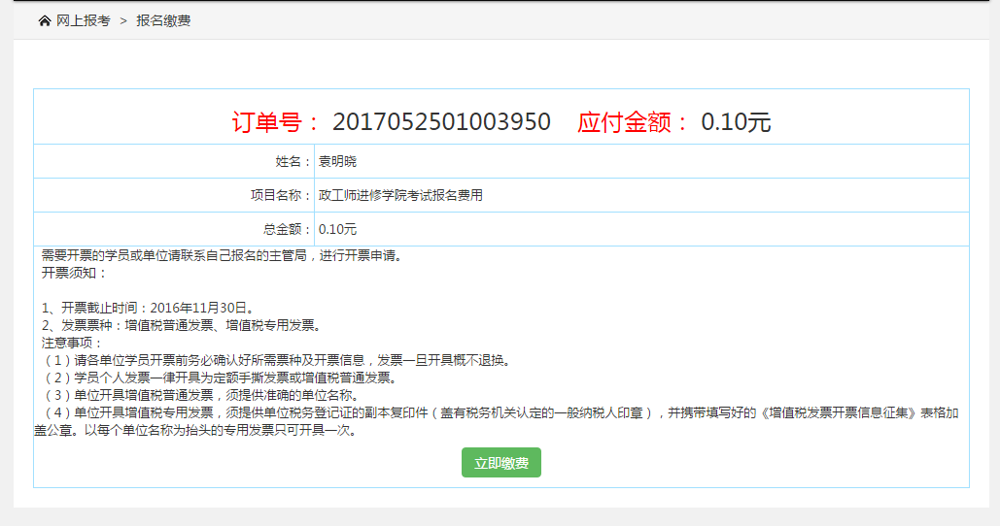 网上报考 > 报名缴费
订单号： 2017052501003950 应付金额： 0.10元
姓名： 袁明晓
项目名称： 政工师进修学院考试报名费用
总金额： 0.10元
需要开票的学员或单位请联系自己报名的主管局，进行开票申请。
开票须知：
1、开票截止时间：2016年11月30日。
2、发票票种：增值税普通发票、增值税专用发票。
注意事项：
（1）请各单位学员开票前务必确认好所需票种及开票信息，发票一旦开具概不退换。
（2）学员个人发票一律开具为定额手撕发票或增值税普通发票。
（3）单位开具增值税普通发票，须提供准确的单位名称。
（4）单位开具增值税专用发票，须提供单位税务登记证的副本复印件（盖有税务机关认定的一般纳税人印章），并携带填写好的《增值税发票开票信息征集》表格加
盖公章。以每个单位名称为抬头的专用发票只可开具一次。
立即缴费